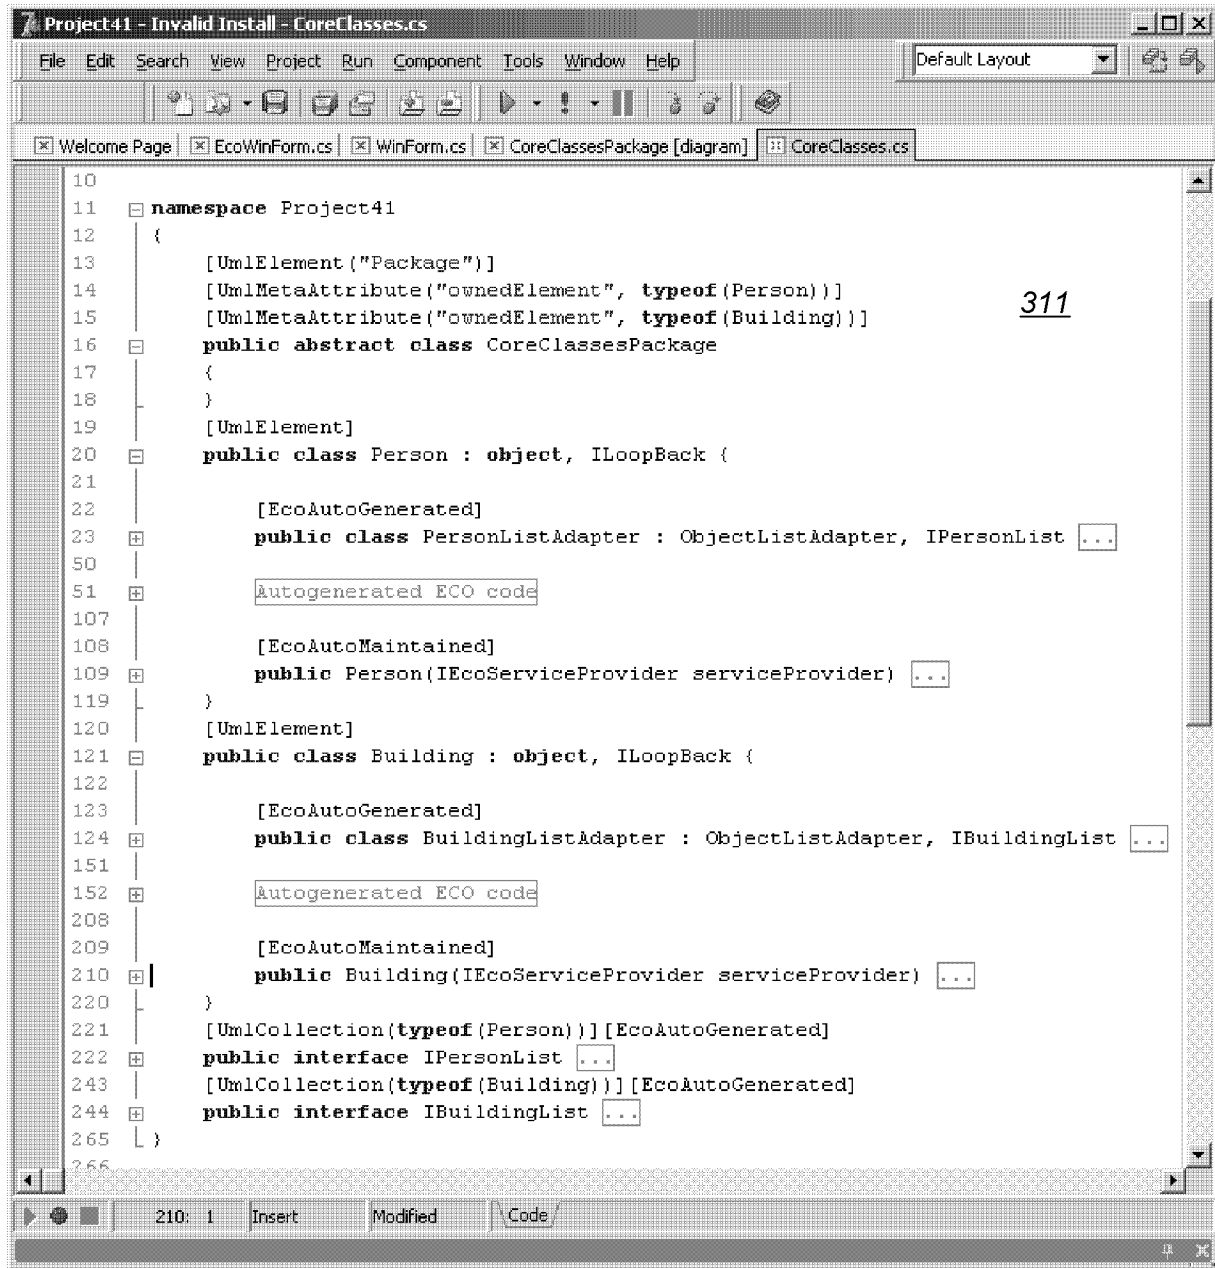 Project41 - Invalid Install - CoreClasses.cs
File Edit Search View Project Run Component Tools Window Help Default Layout
Welcome Page EcoWinForm.cs WinForm.cs CoreClassesPackage [diagram] CoreClasses.cs
10
11 namespace Project41
12 {
13 [UmlElement("Package")]
14 [UmlMetaAttribute("ownedElement", typeof(Person))]
311
15 [UmlMetaAttribute("ownedElement", typeof(Building))]
16 public abstract class CoreClassesPackage
17 {
18 }
19 [UmlElement]
20 public class Person : object, ILoopBack {
21
22 [EcoAutoGenerated]
23 public class PersonListAdapter : ObjectListAdapter, IPersonList ...
50
51 Autogenerated ECO code
107
108 [EcoAutoMaintained]
109 public Person(IEcoServiceProvider serviceProvider) ...
119 }
120 [UmlElement]
121 public class Building : object, ILoopBack {
122
123 [EcoAutoGenerated]
124 public class BuildingListAdapter : ObjectListAdapter, IBuildingList ...
151
152 Autogenerated ECO code
208
209 [EcoAutoMaintained]
210 public Building(IEcoServiceProvider serviceProvider) ...
220 }
221 [UmlCollection(typeof(Person))][EcoAutoGenerated]
222 public interface IPersonList ...
243 [UmlCollection(typeof(Building))][EcoAutoGenerated]
244 public interface IBuildingList ...
265 }
266
210: 1 Insert Modified Code